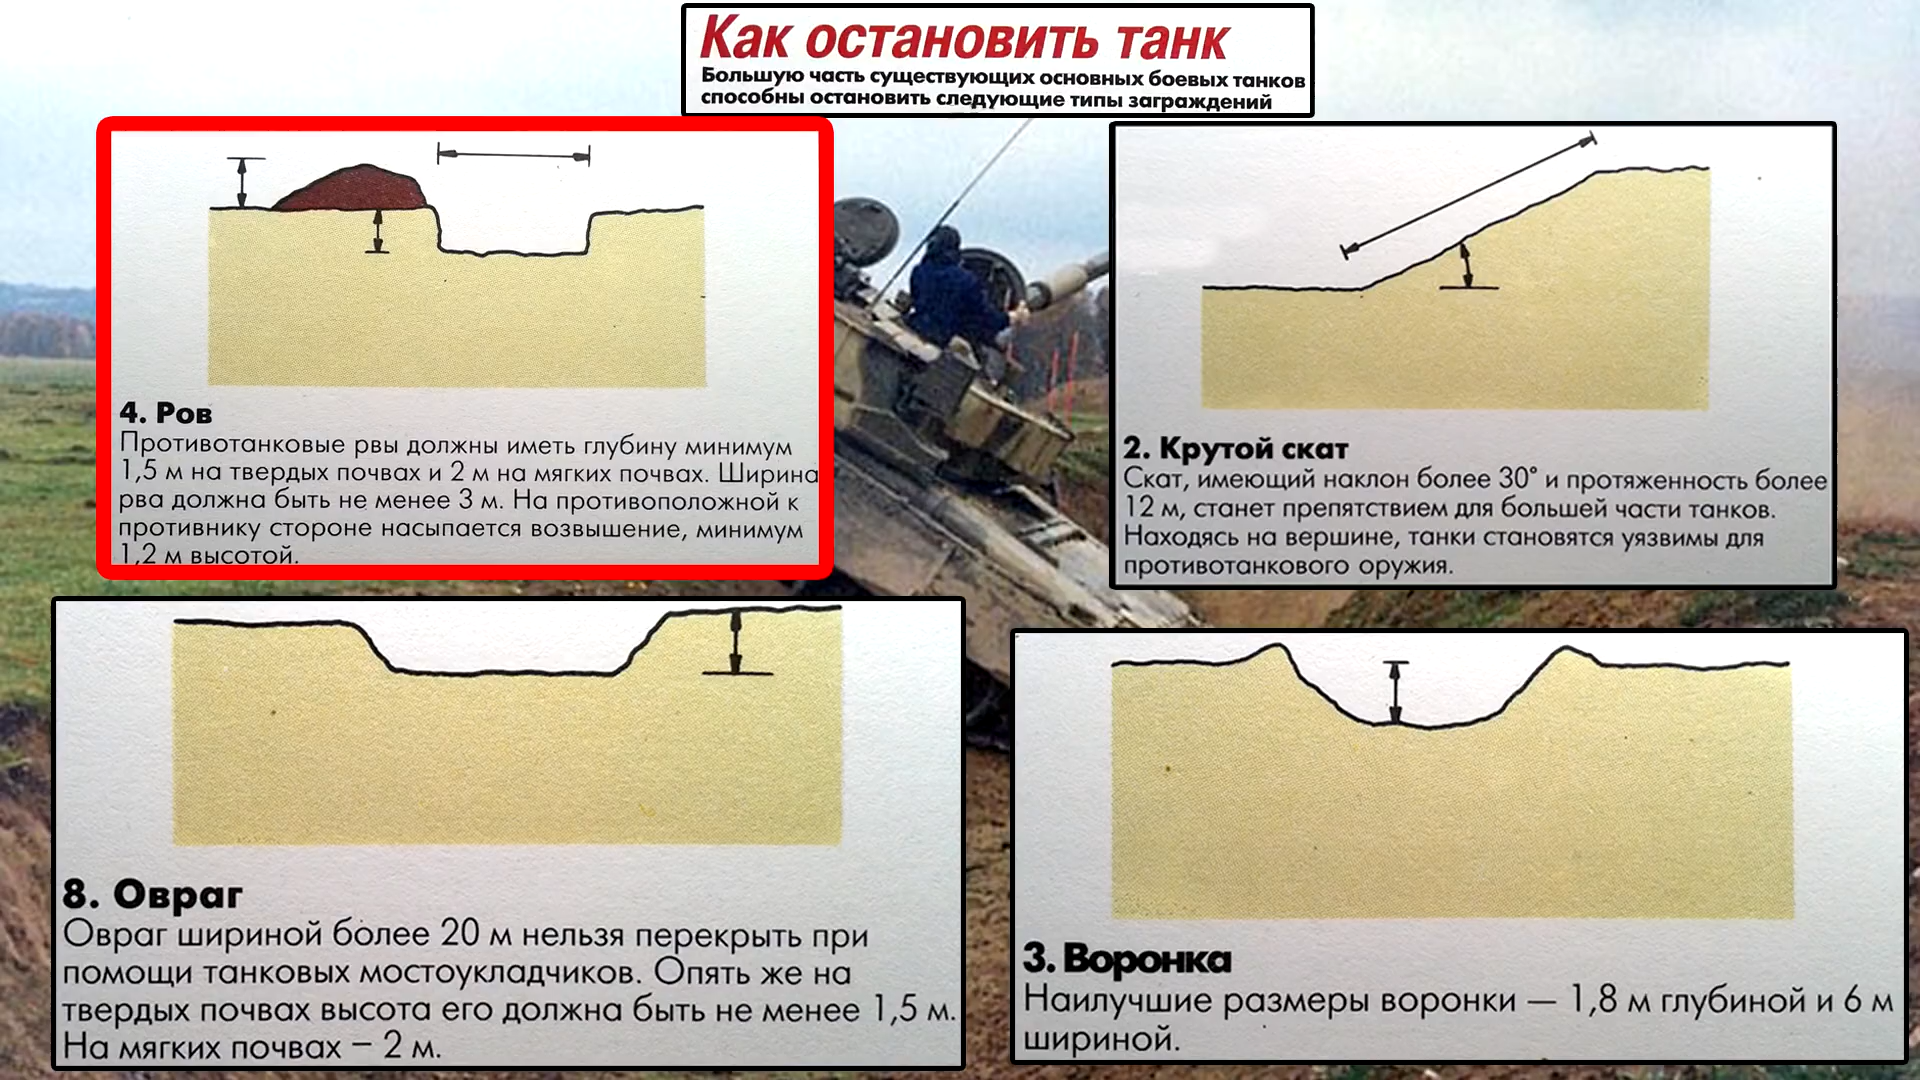 Как остановить танк
Большую часть существующих основных боевых танков
способны остановить следующие типы заграждений
4. Ров
Противотанковые рвы должны иметь глубину минимум
1,5 м на твердых почвах и 2 м на мягких почвах. Ширина
рва должна быть не менее 3 м. На противоположной к
противнику стороне насыпается возвышение, минимум
1,2 м высотой.
2. Крутой скат
Скат, имеющий наклон более 30° и протяженность более
12 м, станет препятствием для большей части танков.
Находясь на вершине, танки становятся уязвимы для
противотанкового оружия.
8. Овраг
Овраг шириной более 20 м нельзя перекрыть при
помощи танковых мостоукладчиков. Опять же на
твердых почвах высота его должна быть не менее 1,5 м.
На мягких почвах – 2 м.
3. Воронка
Наилучшие размеры воронки — 1,8 м глубиной и 6 м
шириной.